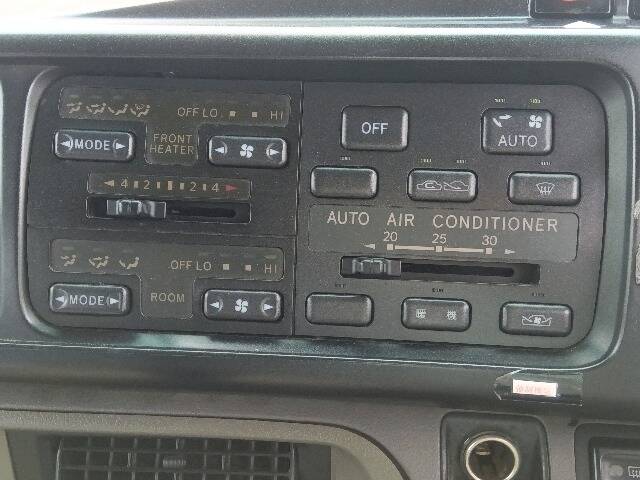 OFF LO HI
MODE
FRONT
HEATER
4 2 2 4
OFF LO HI
MODE
ROOM
OFF
AUTO
AUTO AIR CONDITIONER
20 25 30
暖 機